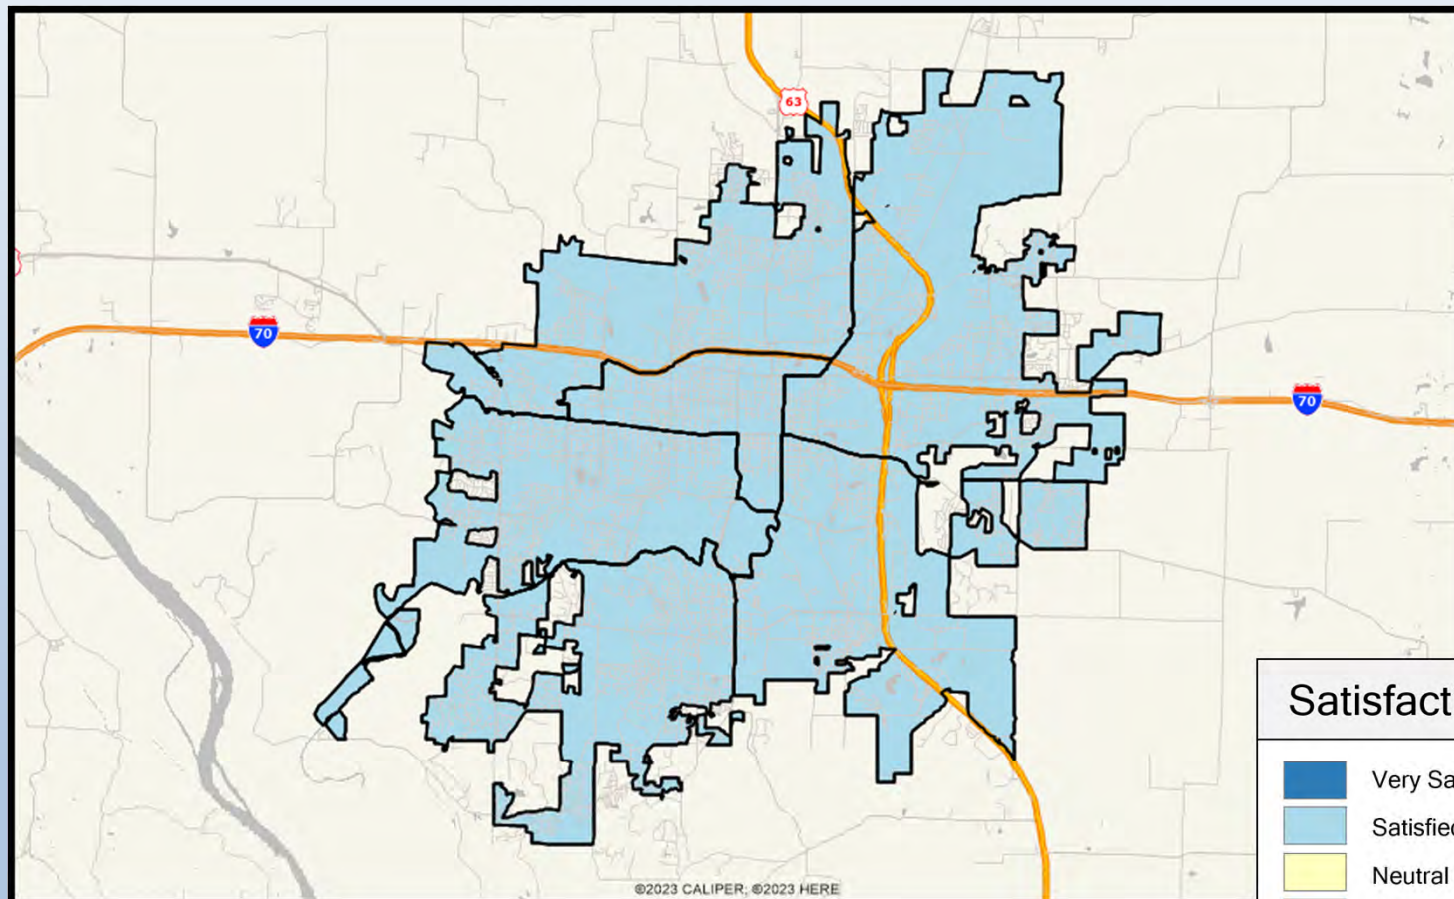 63
70
70
Satisfact
Very Sa
Satisfied
Neutral
©2023 CALIPER; ©2023 HERE